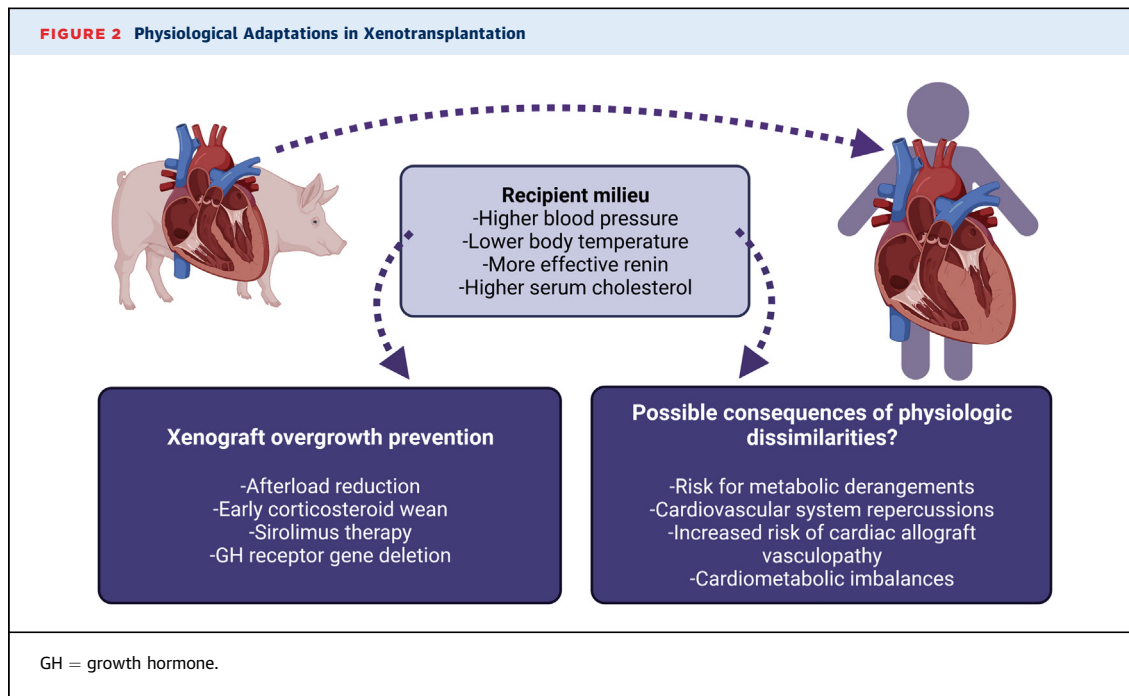 FIGURE 2 Physiological Adaptations in Xenotransplantation
Recipient milieu
-Higher blood pressure
-Lower body temperature
-More effective renin
-Higher serum cholesterol
Xenograft overgrowth prevention
-Afterload reduction
-Early corticosteroid wean
-Sirolimus therapy
-GH receptor gene deletion
Possible consequences of physiologic
dissimilarities?
-Risk for metabolic derangements
-Cardiovascular system repercussions
-Increased risk of cardiac allograft
vasculopathy
-Cardiometabolic imbalances
GH = growth hormone.